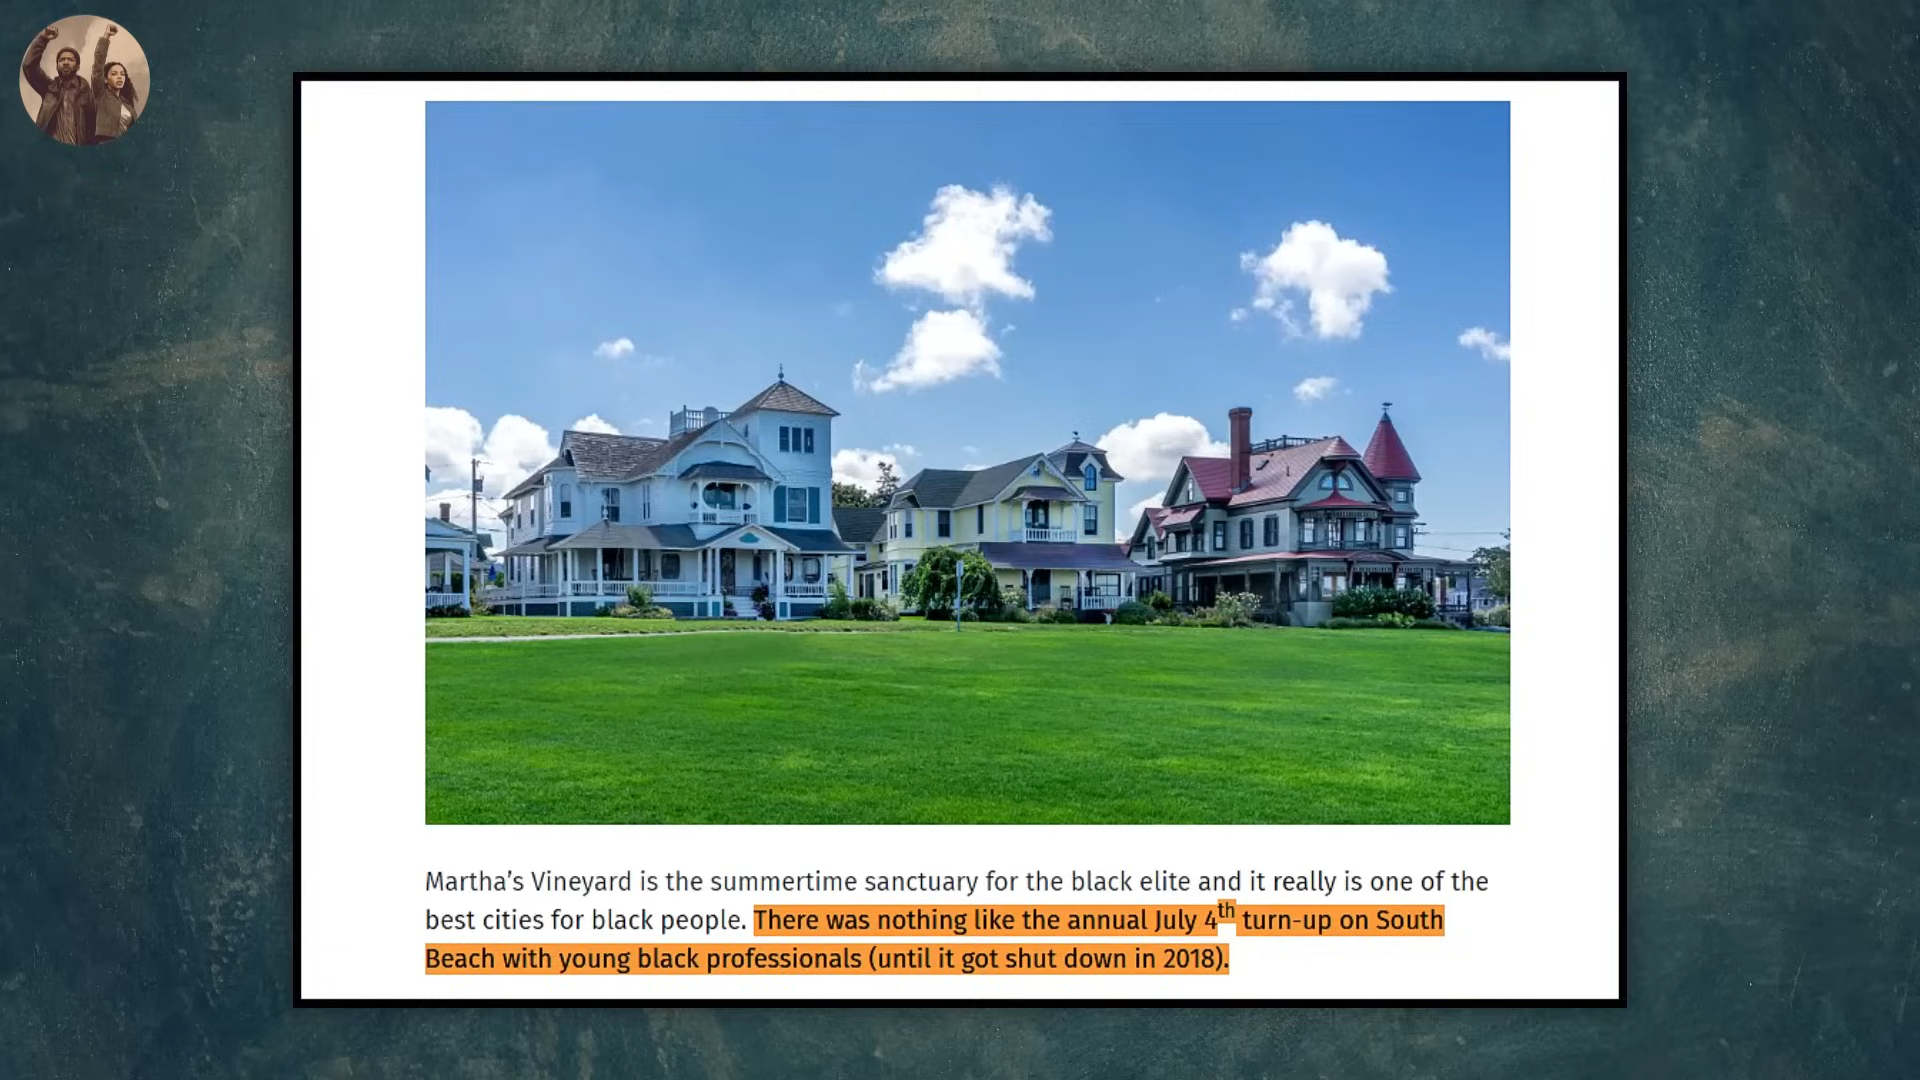 Martha’s Vineyard is the summertime sanctuary for the black elite and it really is one of the
best cities for black people. There was nothing like the annual July 4th turn-up on South
Beach with young black professionals (until it got shut down in 2018).